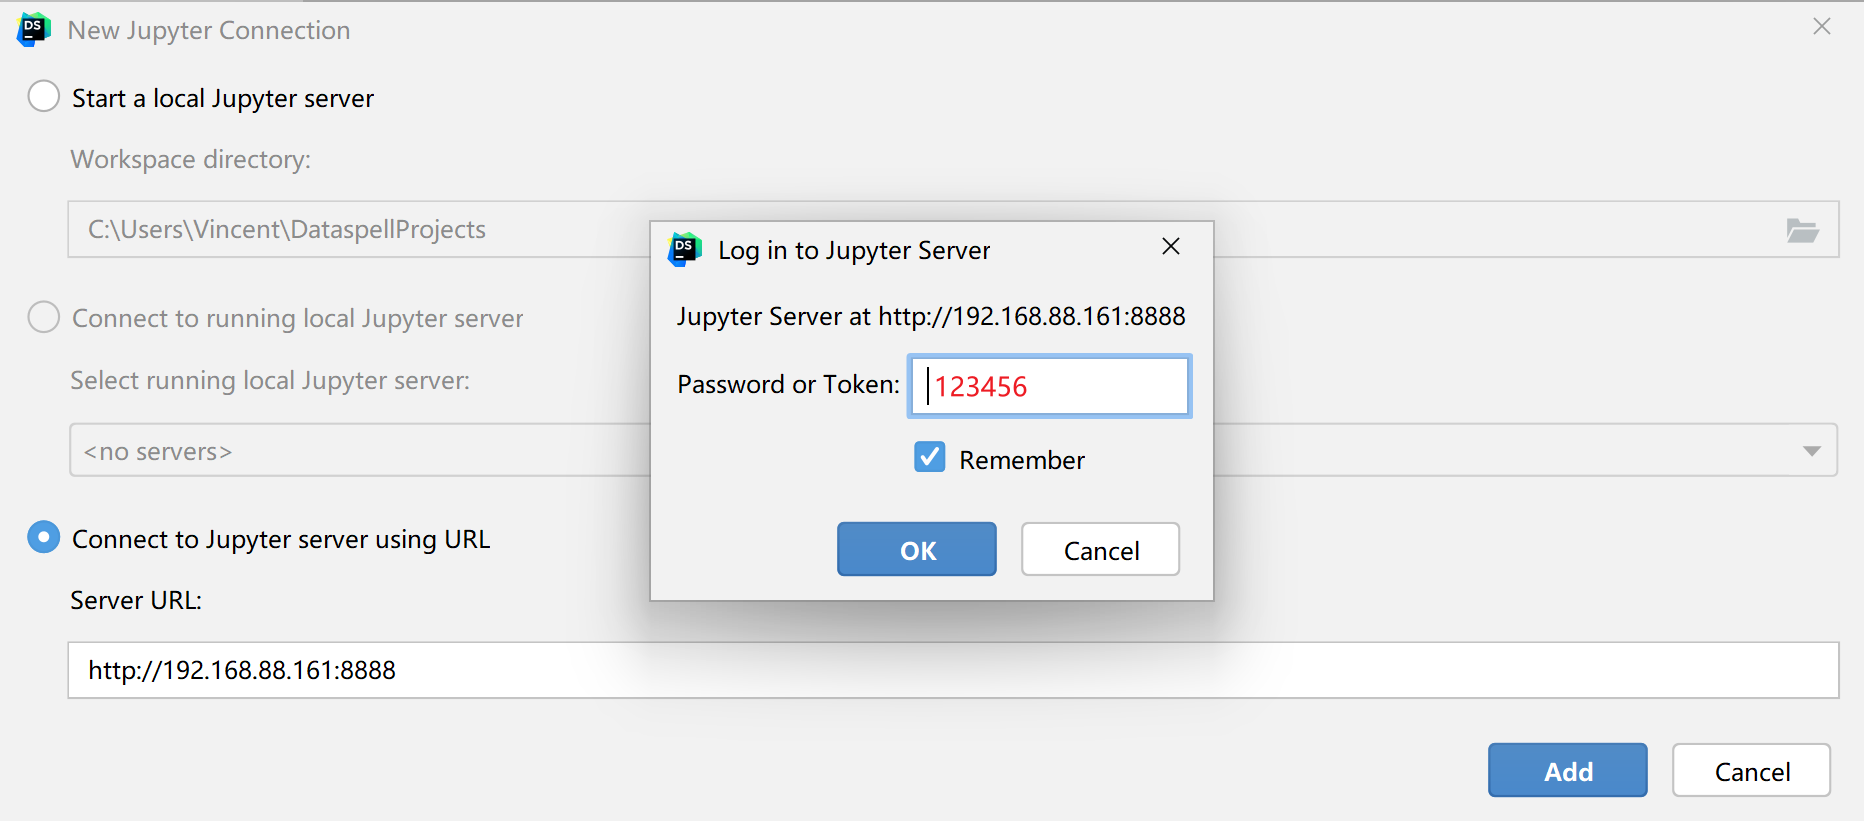 DS
New Jupyter Connection
Start a local Jupyter server
Workspace directory:
C:\Users\Vincent\DataspellProjects
DS
Log in to Jupyter Server
Jupyter Server at http://192.168.88.161:8888
Connect to running local Jupyter server
Select running local Jupyter server:
Password or Token: 123456
<no servers>
Remember
Connect to Jupyter server using URL
OK Cancel
Server URL:
http://192.168.88.161:8888
Add Cancel